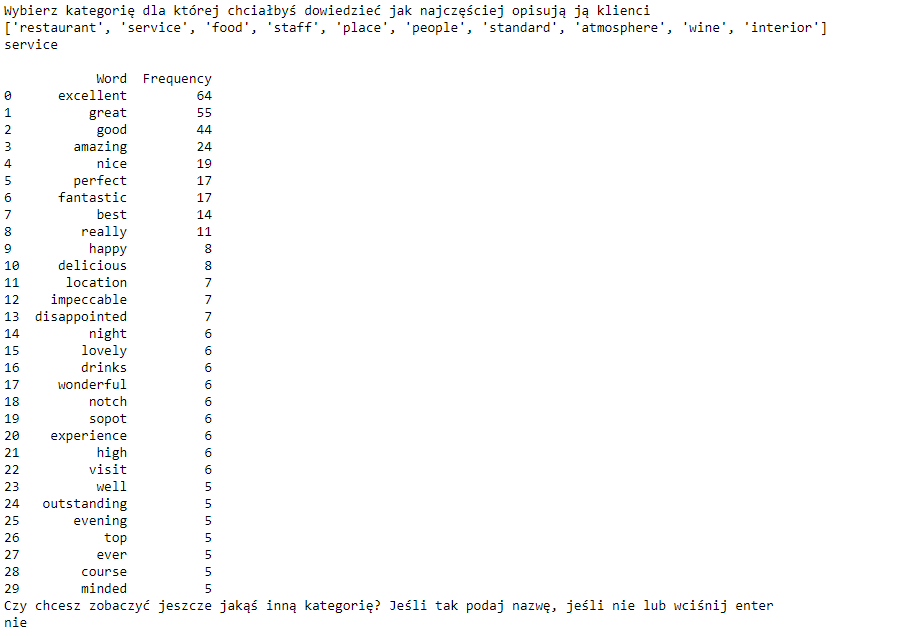 Wybierz kategorię dla której chciałbyś dowiedzieć jak najczęściej opisują ją klienci
['restaurant', 'service', 'food', 'staff', 'place', 'people', 'standard', 'atmosphere', 'wine', 'interior']
service
Word Frequency
0 excellent 64
1 great 55
2 good 44
3 amazing 24
4 nice 19
5 perfect 17
6 fantastic 17
7 best 14
8 really 11
9 happy 8
10 delicious 8
11 location 7
12 impeccable 7
13 disappointed 7
14 night 6
15 lovely 6
16 drinks 6
17 wonderful 6
18 notch 6
19 sopot 6
20 experience 6
21 high 6
22 visit 6
23 well 5
24 outstanding 5
25 evening 5
26 top 5
27 ever 5
28 course 5
29 minded 5
Czy chcesz zobaczyć jeszcze jakąś inną kategorię? Jeśli tak podaj nazwę, jeśli nie lub wciśnij enter
nie